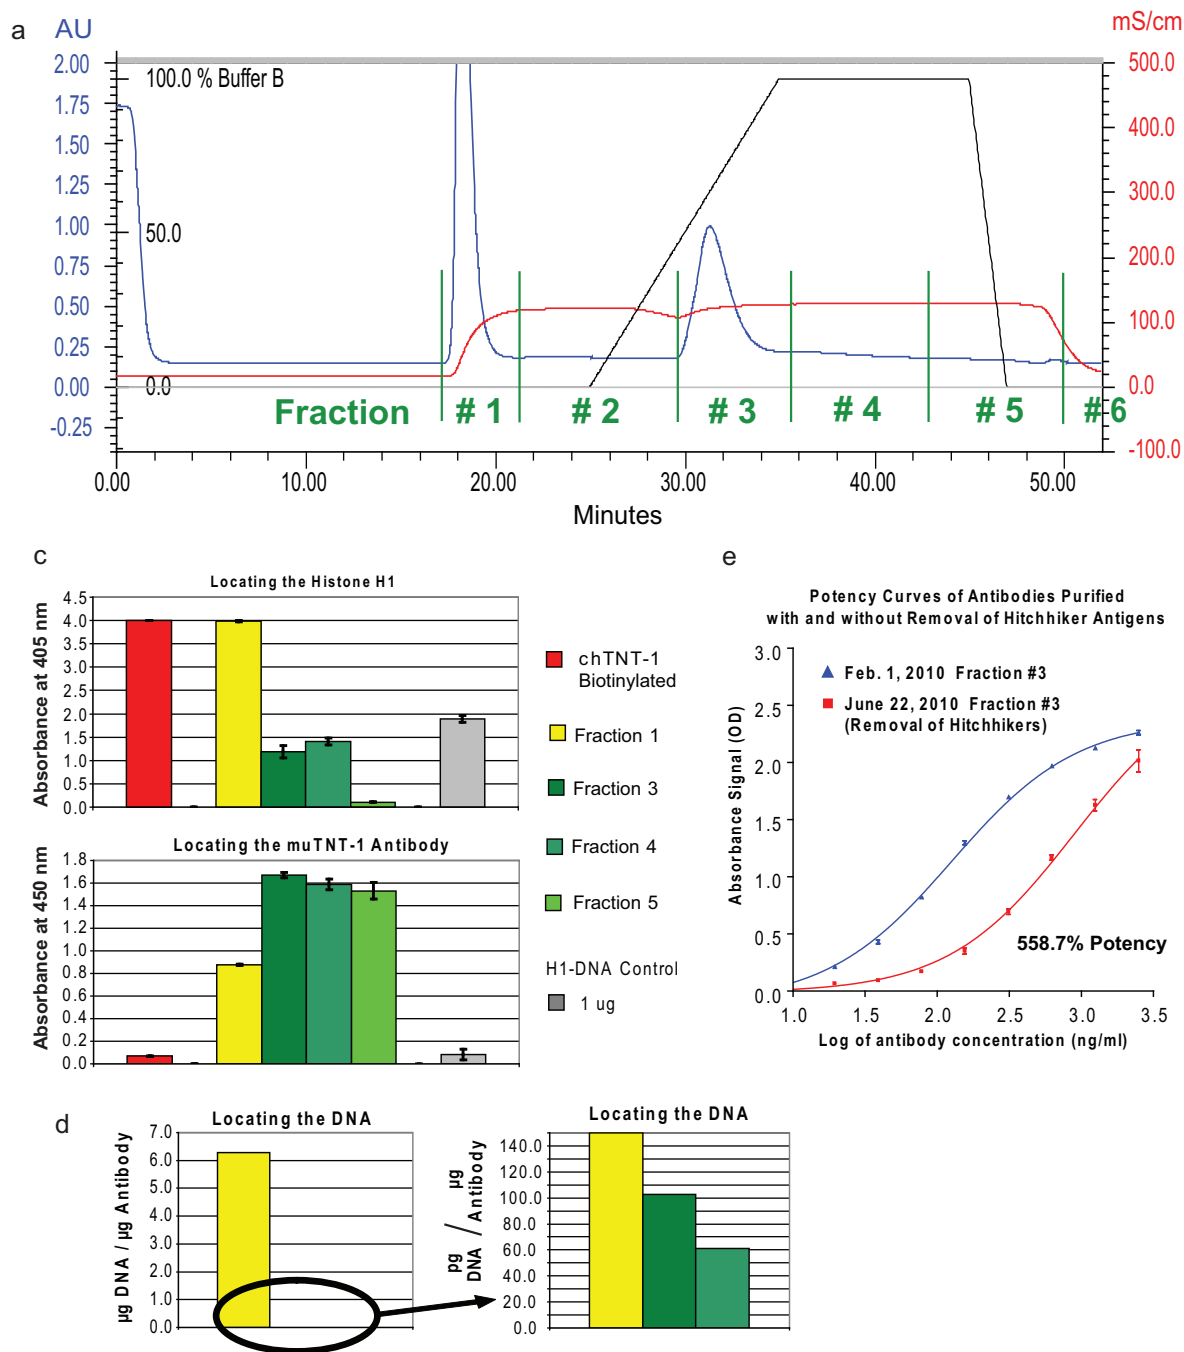 a
AU
mS/cm
2.00
1.75
1.50
1.25
1.00
0.75
0.50
0.25
0.00
-0.25
100.0 % Buffer B
50.0
0.0
500.0
400.0
300.0
200.0
100.0
0.0
-100.0
Fraction # 1 # 2 # 3 # 4 # 5 # 6
0.00 10.00 20.00 30.00 40.00 50.00
Minutes
c
Locating the Histone H1
Absorbance at 405 nm
4.5
4.0
3.5
3.0
2.5
2.0
1.5
1.0
0.5
0.0
Locating the muTNT-1 Antibody
Absorbance at 450 nm
1.8
1.6
1.4
1.2
1.0
0.8
0.6
0.4
0.2
0.0
chTNT-1
Biotinylated
Fraction 1
Fraction 3
Fraction 4
Fraction 5
H1-DNA Control
1 ug
e
Potency Curves of Antibodies Purified
with and without Removal of Hitchhiker Antigens
Absorbance Signal (OD)
3.0
2.5
2.0
1.5
1.0
0.5
0.0
Feb. 1, 2010 Fraction #3
June 22, 2010 Fraction #3
(Removal of Hitchhikers)
558.7% Potency
1.0 1.5 2.0 2.5 3.0 3.5
Log of antibody concentration (ng/ml)
d
Locating the DNA
µg DNA / µg Antibody
7.0
6.0
5.0
4.0
3.0
2.0
1.0
0.0
Locating the DNA
pg DNA / µg Antibody
140.0
120.0
100.0
80.0
60.0
40.0
20.0
0.0